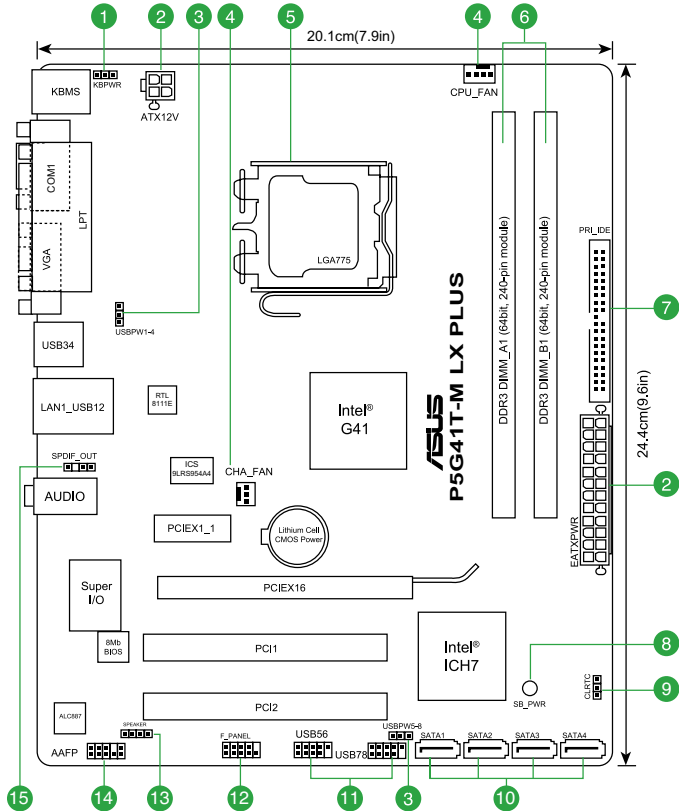 1
2
3
4
5
4
6
20.1cm(7.9in)
KBMS
KBPWR
ATX12V
CPU_FAN
COM1
LPT
VGA
LGA775
PRI_IDE
DDR3 DIMM_A1 (64bit, 240-pin module)
DDR3 DIMM_B1 (64bit, 240-pin module)
7
USBPW1-4
USB34
24.4cm(9.6in)
LAN1_USB12
RTL
8111E
Intel®
G41
ASUS
P5G41T-M LX PLUS
SPDIF_OUT
15
ICS
9LRS954A4
CHA_FAN
2
AUDIO
PCIEX1_1
Lithium Cell
CMOS Power
EATXPWR
Super
I/O
PCIEX16
8Mb
BIOS
PCI1
Intel®
ICH7
8
SB_PWR
CLRTC
9
ALC887
PCI2
SPEAKER
AAFP
F_PANEL
USB56
USB78
USBPW5-8
SATA1
SATA2
SATA3
SATA4
14
13
12
11
3
10